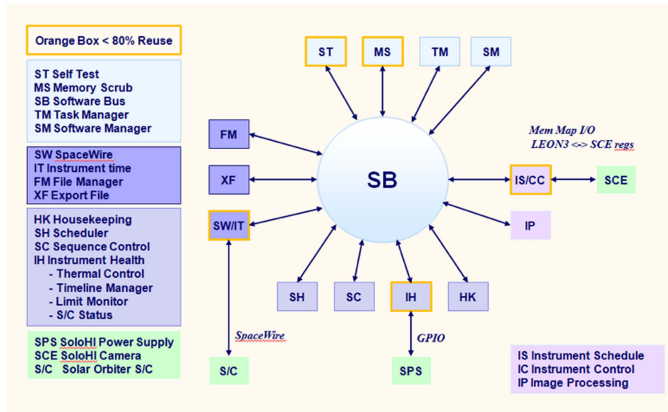 Orange Box < 80% Reuse
ST Self Test
MS Memory Scrub
SB Software Bus
TM Task Manager
SM Software Manager
SW SpaceWire
IT Instrument time
FM File Manager
XF Export File
HK Housekeeping
SH Scheduler
SC Sequence Control
IH Instrument Health
- Thermal Control
- Timeline Manager
- Limit Monitor
- S/C Status
SPS SoloHI Power Supply
SCE SoloHI Camera
S/C Solar Orbiter S/C
ST
MS
TM
SM
FM
XF
SW/IT
SB
Mem Map I/O
LEON3 <-> SCE regs
IS/CC
SCE
IP
SH
SC
IH
HK
SpaceWire
GPIO
S/C
SPS
IS Instrument Schedule
IC Instrument Control
IP Image Processing